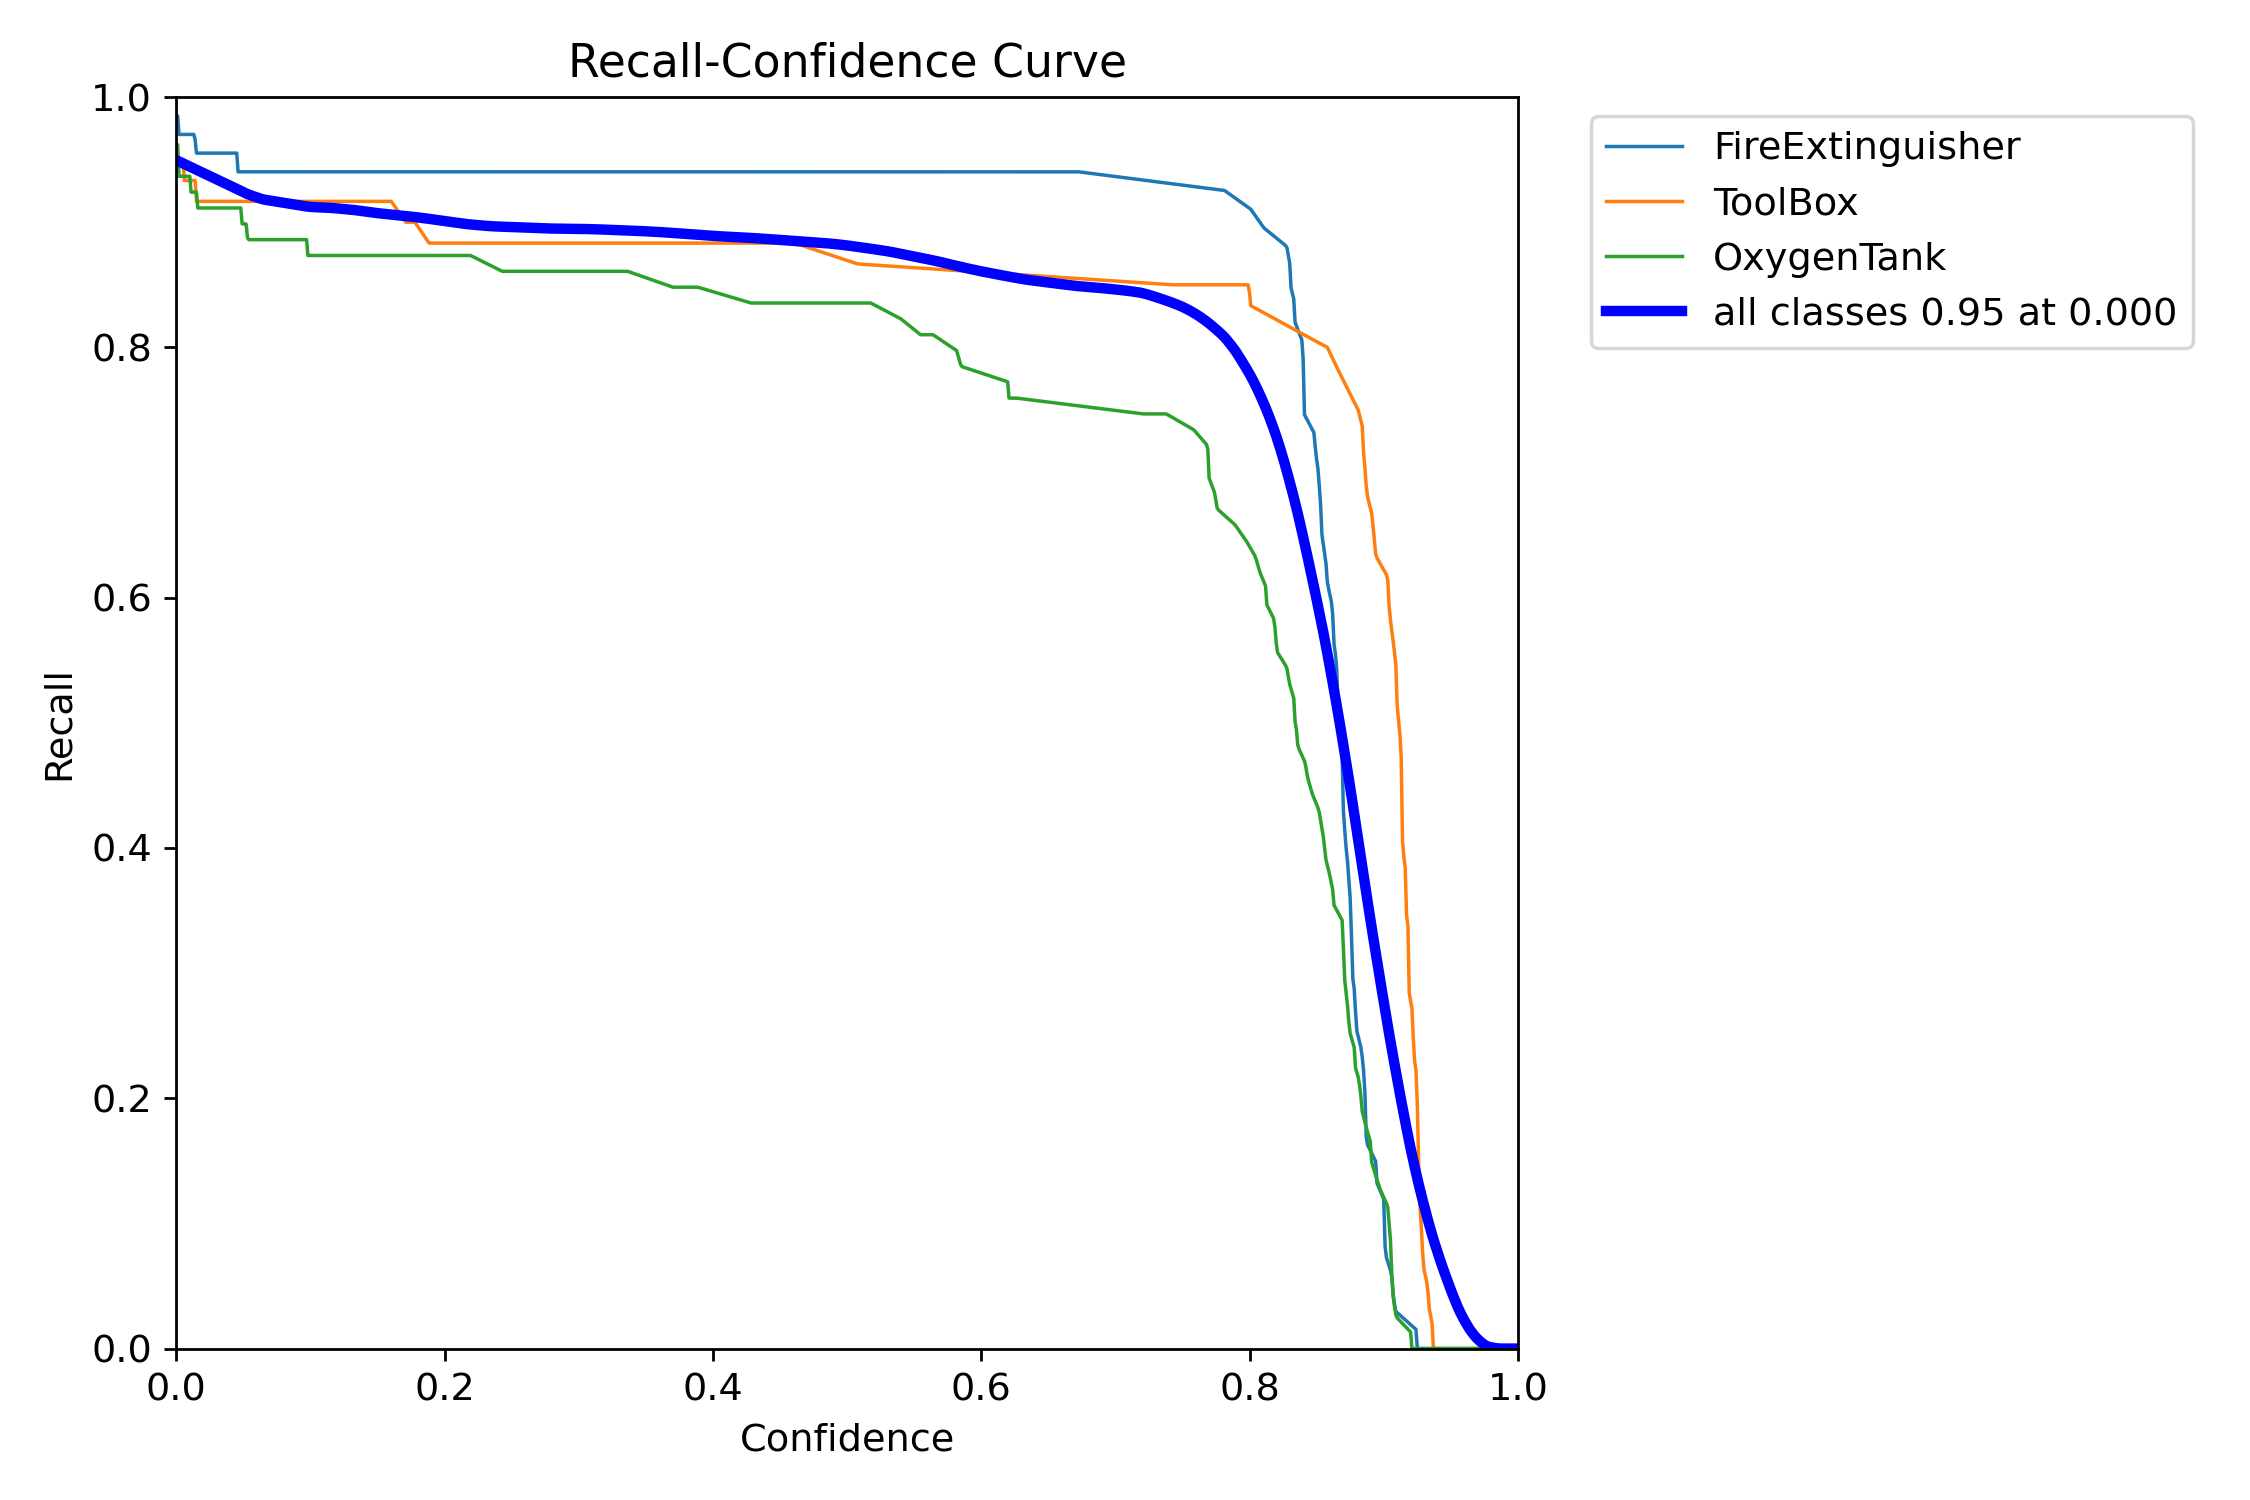 Recall-Confidence Curve
1.0
0.8
0.6
0.4
0.2
0.0
Recall
0.0 0.2 0.4 0.6 0.8 1.0
Confidence
FireExtinguisher
ToolBox
OxygenTank
all classes 0.95 at 0.000